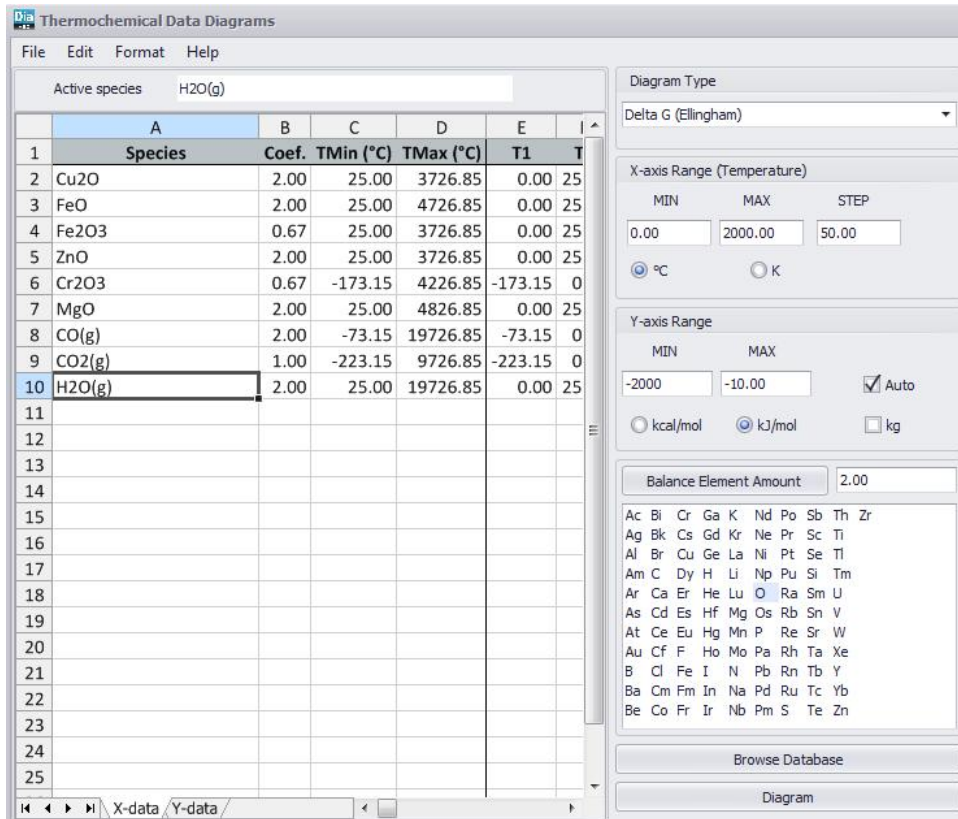 Dia Thermochemical Data Diagrams
File Edit Format Help
Active species H2O(g)
A B C D E
1 Species Coef. TMin (°C) TMax (°C) T1 T
2 Cu2O 2.00 25.00 3726.85 0.00 25
3 FeO 2.00 25.00 4726.85 0.00 25
4 Fe2O3 0.67 25.00 3726.85 0.00 25
5 ZnO 2.00 25.00 3726.85 0.00 25
6 Cr2O3 0.67 -173.15 4226.85 -173.15 0
7 MgO 2.00 25.00 4826.85 0.00 25
8 CO(g) 2.00 -73.15 19726.85 -73.15 0
9 CO2(g) 1.00 -223.15 9726.85 -223.15 0
10 H2O(g) 2.00 25.00 19726.85 0.00 25
11
12
13
14
15
16
17
18
19
20
21
22
23
24
25
X-data Y-data
Diagram Type
Delta G (Ellingham)
X-axis Range (Temperature)
MIN MAX STEP
0.00 2000.00 50.00
ºC K
Y-axis Range
MIN MAX
-2000 -10.00 Auto
kcal/mol kJ/mol kg
Balance Element Amount 2.00
Ac Bi Cr Ga K Nd Po Sb Th Zr
Ag Bk Cs Gd Kr Ne Pr Sc Ti
Al Br Cu Ge La Ni Pt Se Tl
Am C Dy H Li Np Pu Si Tm
Ar Ca Er He Lu O Ra Sm U
As Cd Es Hf Mg Os Rb Sn V
At Ce Eu Hg Mn P Re Sr W
Au Cf F Ho Mo Pa Rh Ta Xe
B Cl Fe I N Pb Rn Tb Y
Ba Cm Fm In Na Pd Ru Tc Yb
Be Co Fr Ir Nb Pm S Te Zn
Browse Database
Diagram